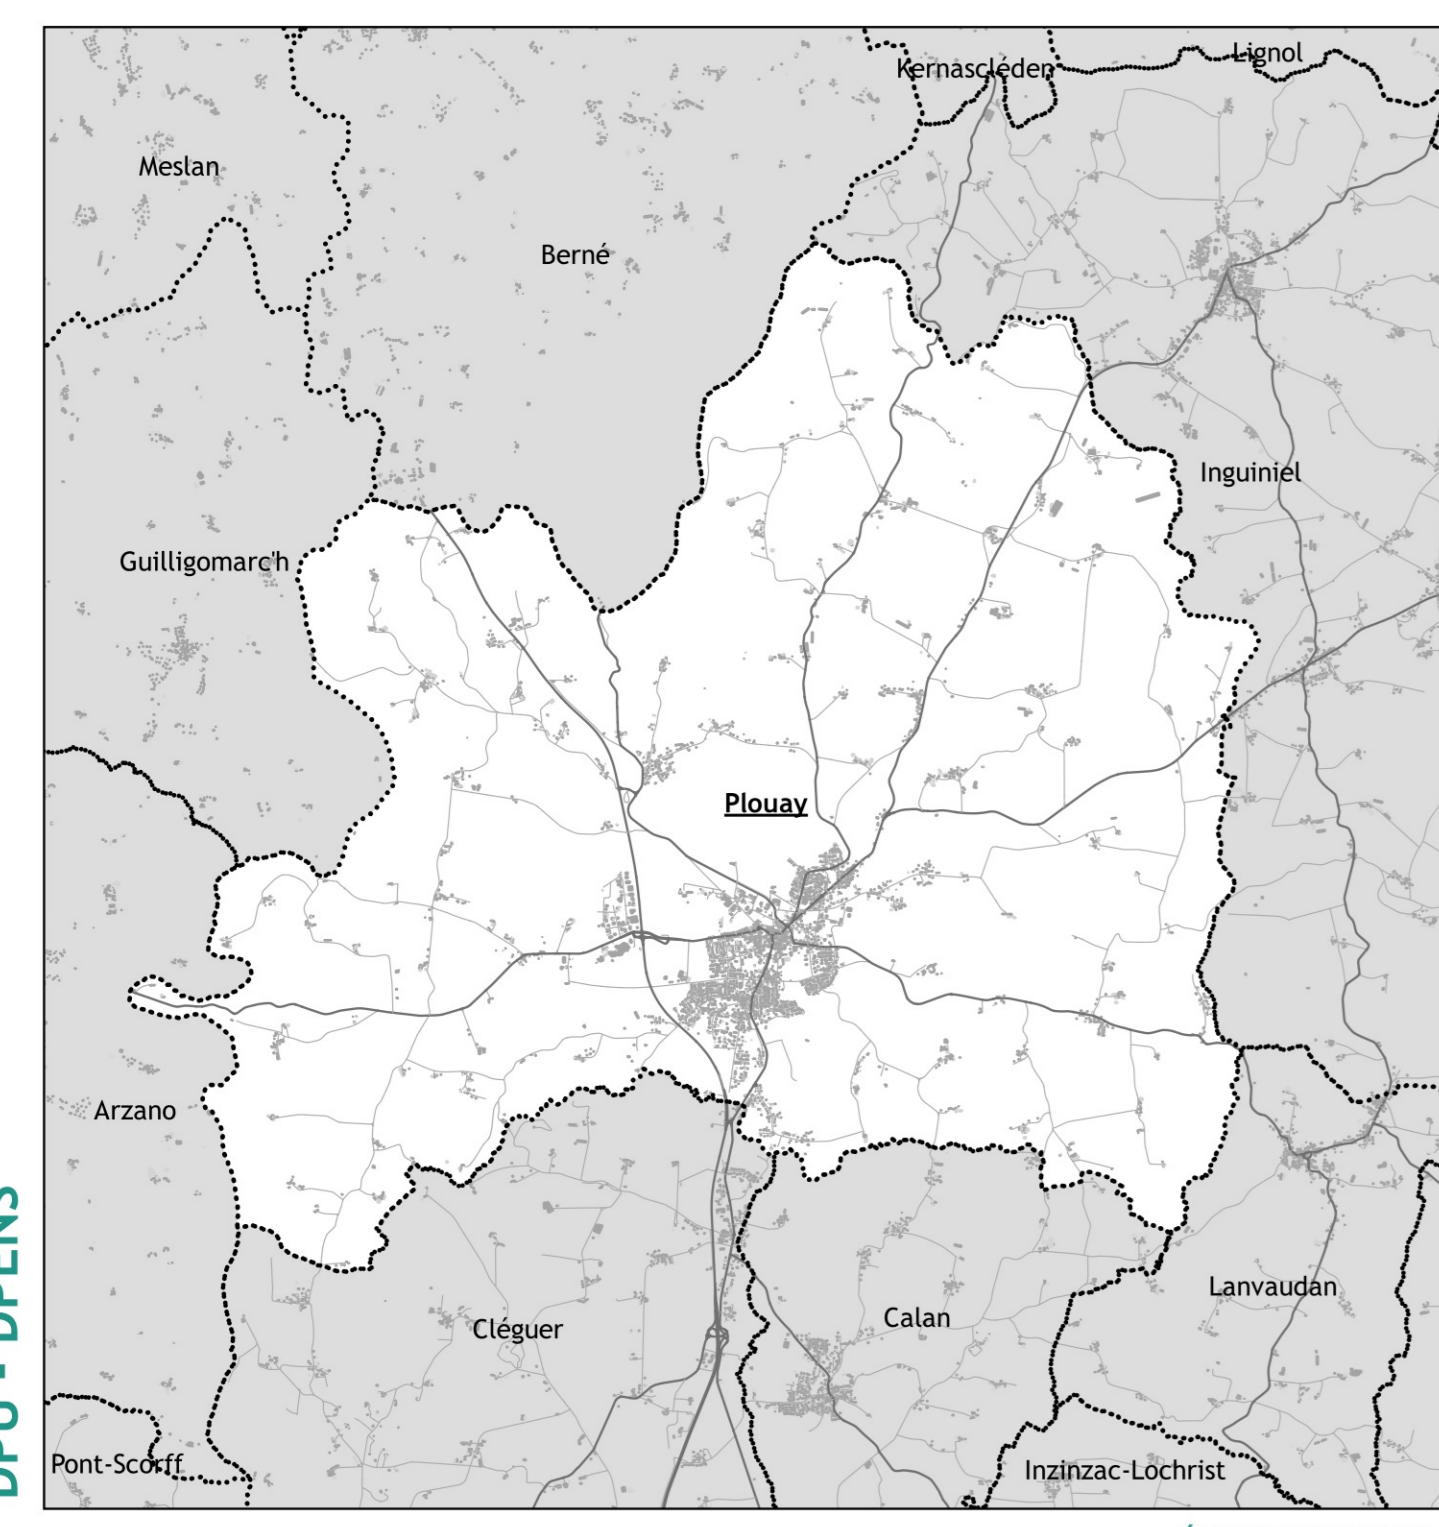 Kernascléden
Lignol
Meslan
Berné
Inguiniel
Guilligomarc'h
Plouay
Arzano
Lanvaudan
Calan
Cléguer
Pont-Scorff
Inzinzac-Lochrist
DPU - DPENS